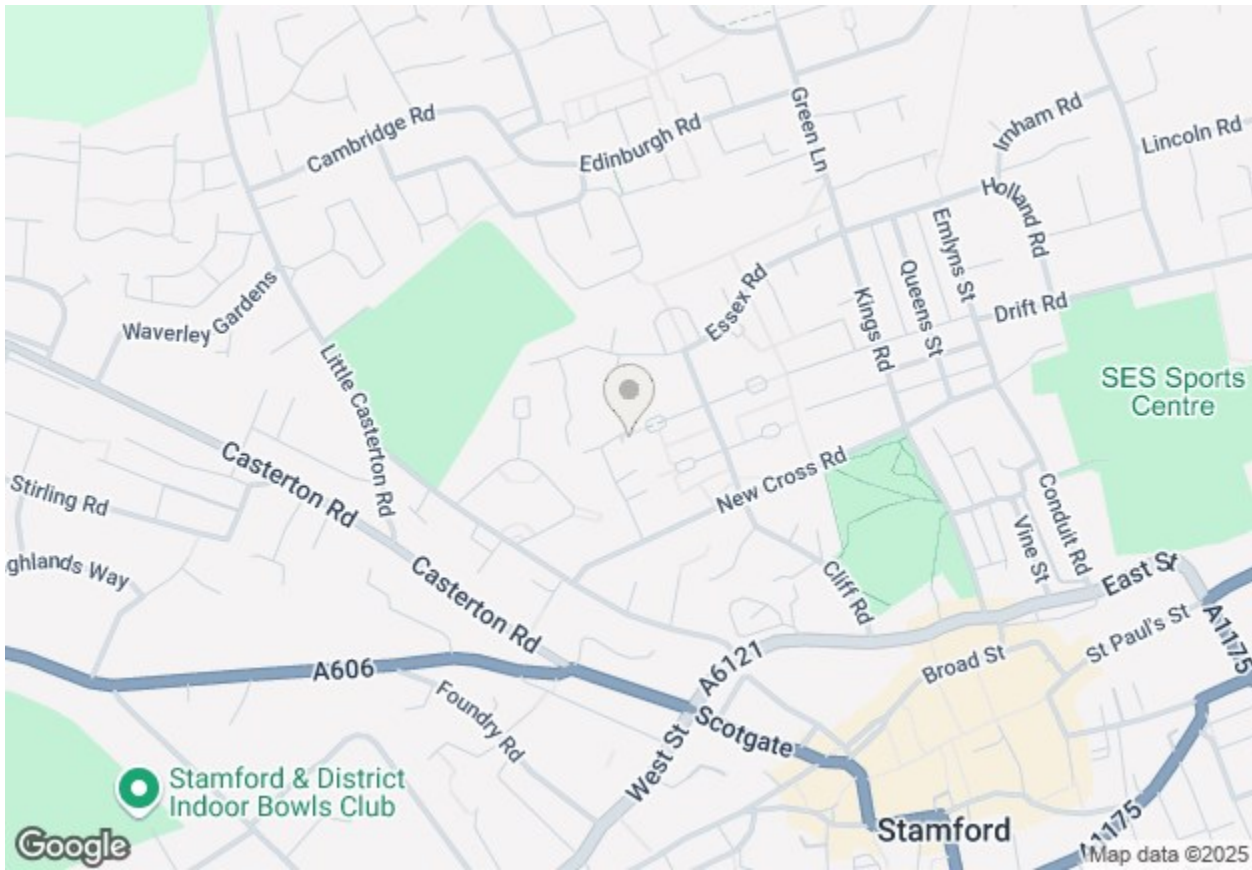 Cambridge Rd
Edinburgh Rd
Green Ln
Irnham Rd
Lincoln Rd
Holland Rd
Emlyns St
Queens St
Kings Rd
Essex Rd
Drift Rd
Waverley Gardens
Little Casterton Rd
SES Sports
Centre
Casterton Rd
Stirling Rd
New Cross Rd
Conduit Rd
Vine St
ghlands Way
Casterton Rd
Cliff Rd
East St
St Paul's St
A1175
A606
A6121
Broad St
Foundry Rd
Scotgate
West St
Stamford & District
Indoor Bowls Club
Stamford
A1175
Google
Map data ©2025